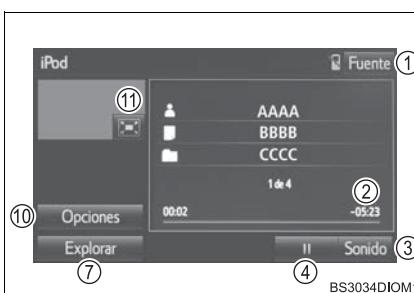 iPod
Fuente ①
⑪
AAAA
BBBB
CCCC
1 de 4
②
00:02
-05:23
⑩ Opciones
Explorar
II
Sonido ③
⑦
④
BS3034DIOM